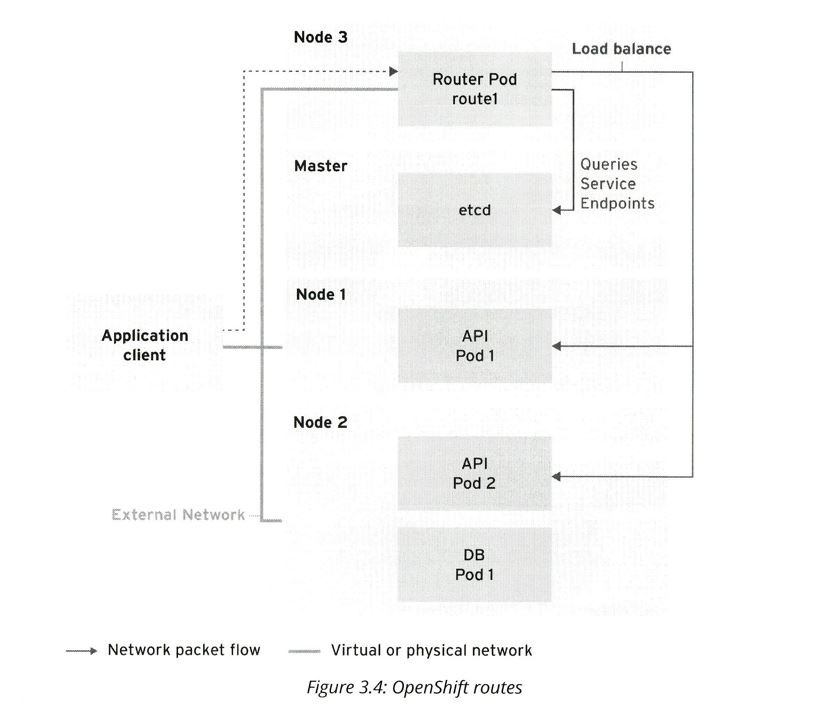 Node 3
Load balance
Router Pod
route1
Master
Queries
Service
Endpoints
etcd
Node 1
Application
client
API
Pod 1
Node 2
API
Pod 2
External Network
DB
Pod 1
Network packet flow
Virtual or physical network
Figure 3.4: OpenShift routes